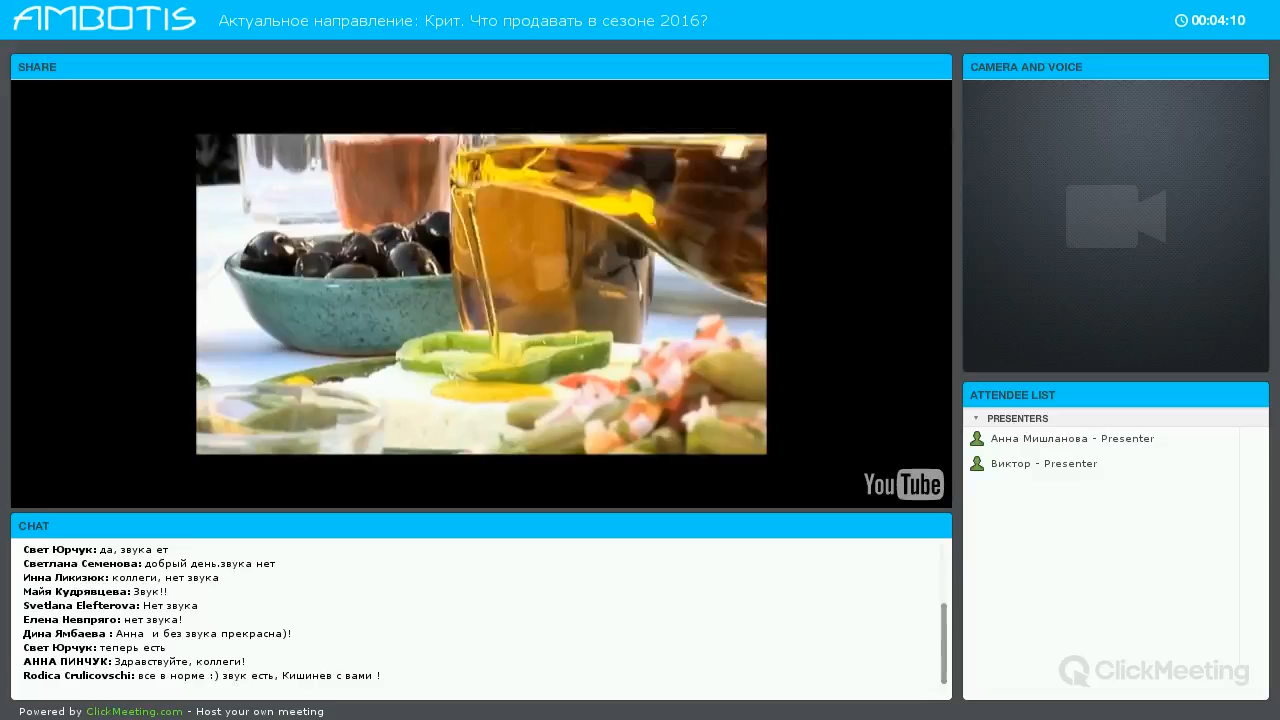 AMBOTIS
Актуальное направление: Крит. Что продавать в сезоне 2016?
00:04:10
SHARE
YouTube
CHAT
Свет Юрчук: да, звука ет
Светлана Семенова: добрый день.звука нет
Инна Ликизюк: коллеги, нет звука
Майя Кудрявцева: Звук!!
Svetlana Elefterova: Нет звука
Елена Невпряго: нет звука!
Дина Ямбаева : Анна  и без звука прекрасна)!
Свет Юрчук: теперь есть
АННА ПИНЧУК: Здравствуйте, коллеги!
Rodica Crulicovschi: все в норме :) звук есть, Кишинев с вами !
CAMERA AND VOICE
ATTENDEE LIST
PRESENTERS
Анна Мишланова - Presenter
Виктор - Presenter
ClickMeeting
Powered by ClickMeeting.com - Host your own meeting